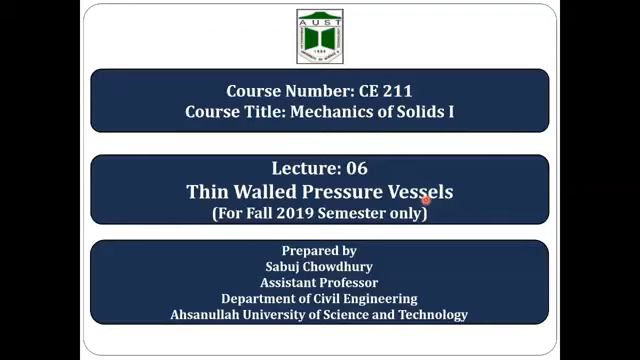 AUST
Course Number: CE 211
Course Title: Mechanics of Solids I
Lecture: 06
Thin Walled Pressure Vessels
(For Fall 2019 Semester only)
Prepared by
Sabuj Chowdhury
Assistant Professor
Department of Civil Engineering
Ahsanullah University of Science and Technology